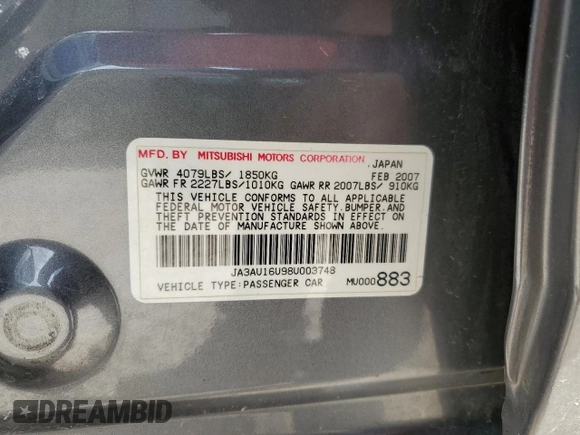 MFD. BY MITSUBISHI MOTORS CORPORATION, JAPAN
GVWR 4079LBS/ 1850KG FEB 2007
GAWR FR 2227LBS/1010KG GAWR RR 2007LBS/ 910KG
THIS VEHICLE CONFORMS TO ALL APPLICABLE
FEDERAL MOTOR VEHICLE SAFETY,BUMPER,AND
THEFT PREVENTION STANDARDS IN EFFECT ON
THE DATE OF MANUFACTURE SHOWN ABOVE.
JA3AU16U98U003748
VEHICLE TYPE:PASSENGER CAR MU000883
DREAMBID